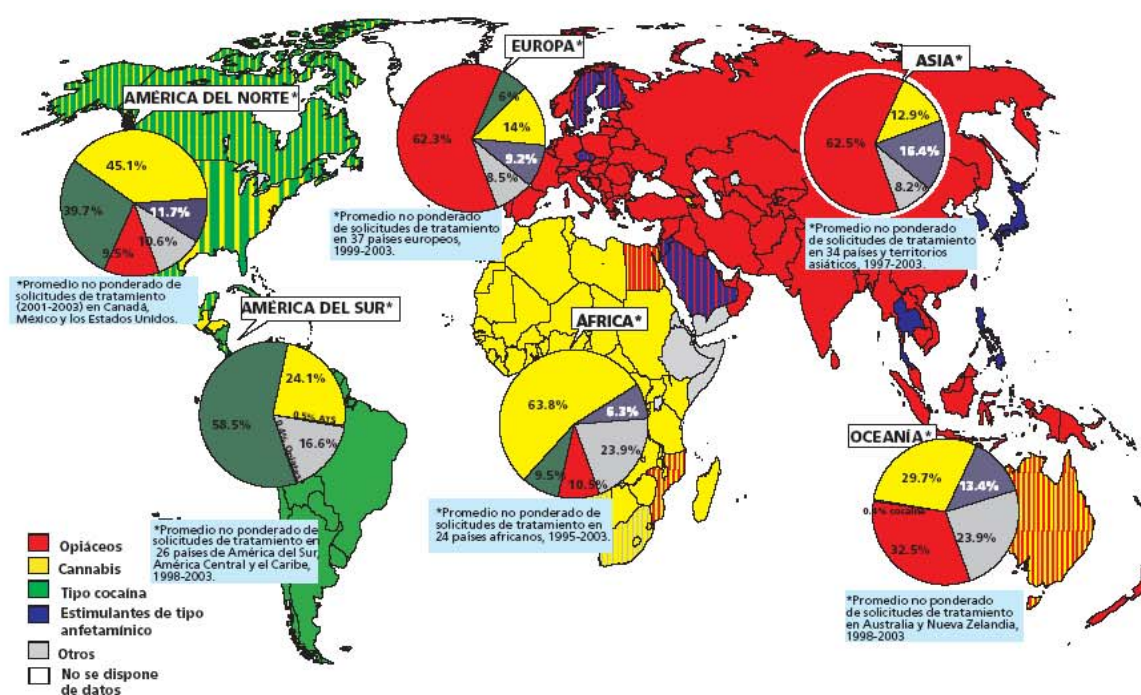 AMÉRICA DEL NORTE*
45.1%
39.7%
11.7%
9.5%
10.6%
*Promedio no ponderado de
solicitudes de tratamiento
(2001-2003) en Canadá,
México y los Estados Unidos.
EUROPA*
6%
14%
62.3%
9.2%
8.5%
*Promedio no ponderado
de solicitudes de tratamiento
en 37 países europeos,
1999-2003.
ASIA*
12.9%
62.5%
16.4%
8.2%
*Promedio no ponderado
de solicitudes de tratamiento
en 34 países y territorios
asiáticos, 1997-2003.
AMÉRICA DEL SUR*
24.1%
58.5%
0.5% ATS
16.6%
Opiáceos
*Promedio no ponderado de
solicitudes de tratamiento en
26 países de América del Sur,
América Central y el Caribe,
1998-2003.
ÁFRICA*
63.8%
6.3%
23.9%
9.5%
10.5%
*Promedio no ponderado de
solicitudes de tratamiento en
24 países africanos, 1995-2003.
OCEANÍA*
29.7%
13.4%
0.4% cocaína
32.5%
23.9%
*Promedio no ponderado
de solicitudes de tratamiento
en Australia y Nueva Zelandia,
1998-2003
Opiáceos
Cannabis
Tipo cocaína
Estimulantes de tipo
anfetamínico
Otros
No se dispone
de datos